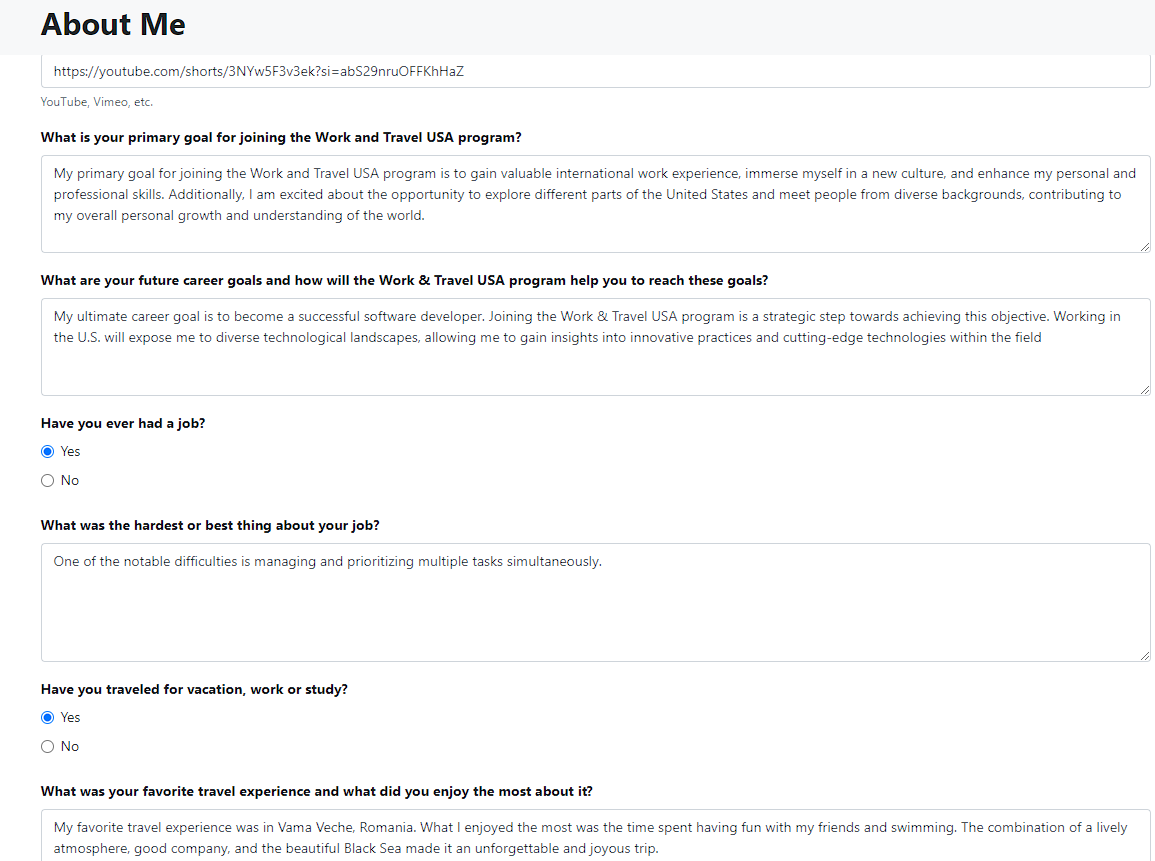 About Me
https://youtube.com/shorts/3NYw5F3v3ek?si=abS29nruOFFKhHaZ
YouTube, Vimeo, etc.
What is your primary goal for joining the Work and Travel USA program?
My primary goal for joining the Work and Travel USA program is to gain valuable international work experience, immerse myself in a new culture, and enhance my personal and
professional skills. Additionally, I am excited about the opportunity to explore different parts of the United States and meet people from diverse backgrounds, contributing to
my overall personal growth and understanding of the world.
What are your future career goals and how will the Work & Travel USA program help you to reach these goals?
My ultimate career goal is to become a successful software developer. Joining the Work & Travel USA program is a strategic step towards achieving this objective. Working in
the U.S. will expose me to diverse technological landscapes, allowing me to gain insights into innovative practices and cutting-edge technologies within the field
Have you ever had a job?
Yes
No
What was the hardest or best thing about your job?
One of the notable difficulties is managing and prioritizing multiple tasks simultaneously.
Have you traveled for vacation, work or study?
Yes
No
What was your favorite travel experience and what did you enjoy the most about it?
My favorite travel experience was in Vama Veche, Romania. What I enjoyed the most was the time spent having fun with my friends and swimming. The combination of a lively
atmosphere, good company, and the beautiful Black Sea made it an unforgettable and joyous trip.